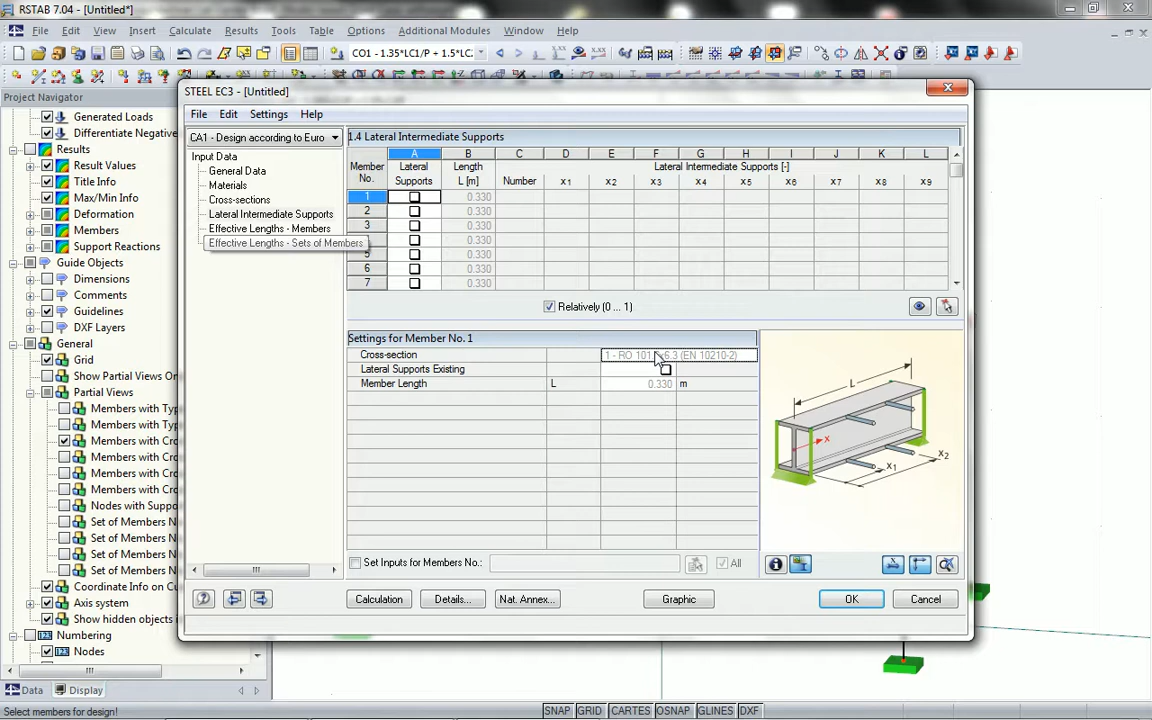 RSTAB 7.04 - [Untitled*]
File Edit View Insert Calculate Results Tools Table Options Additional Modules Window Help
CO1 - 1.35*LC1/P + 1.5*LC
Project Navigator
Generated Loads
Differentiate Negative
Results
Result Values
Title Info
Max/Min Info
Deformation
Members
Support Reactions
Guide Objects
Dimensions
Comments
Guidelines
DXF Layers
General
Grid
Show Partial Views On
Partial Views
Members with Typ
Members with Typ
Members with Cro
Members with Cro
Members with Cro
Members with Cro
Nodes with Suppo
Set of Members N
Set of Members N
Set of Members N
Set of Members N
Coordinate Info on Cu
Axis system
Show hidden objects i
Numbering
Nodes
Data Display
Select members for design!
SNAP GRID CARTES OSNAP GLINES DXF
STEEL EC3 - [Untitled]
File Edit Settings Help
CA1 - Design according to Euro
Input Data
General Data
Materials
Cross-sections
Lateral Intermediate Supports
Effective Lengths - Members
Effective Lengths - Sets of Members
1.4 Lateral Intermediate Supports
A B C D E F G H I J K L
Member No. Lateral Supports Length L [m] Number Lateral Intermediate Supports [-]
x1 x2 x3 x4 x5 x6 x7 x8 x9
1 0.330
2 0.330
3 0.330
4 0.330
5 0.330
6 0.330
7 0.330
Relatively (0 ... 1)
Settings for Member No. 1
Cross-section 1 - RO 101. x6.3 (EN 10210-2)
Lateral Supports Existing
Member Length L 0.330 m
Set Inputs for Members No.: All
L
x
x1
x2
Calculation Details... Nat. Annex... Graphic OK Cancel